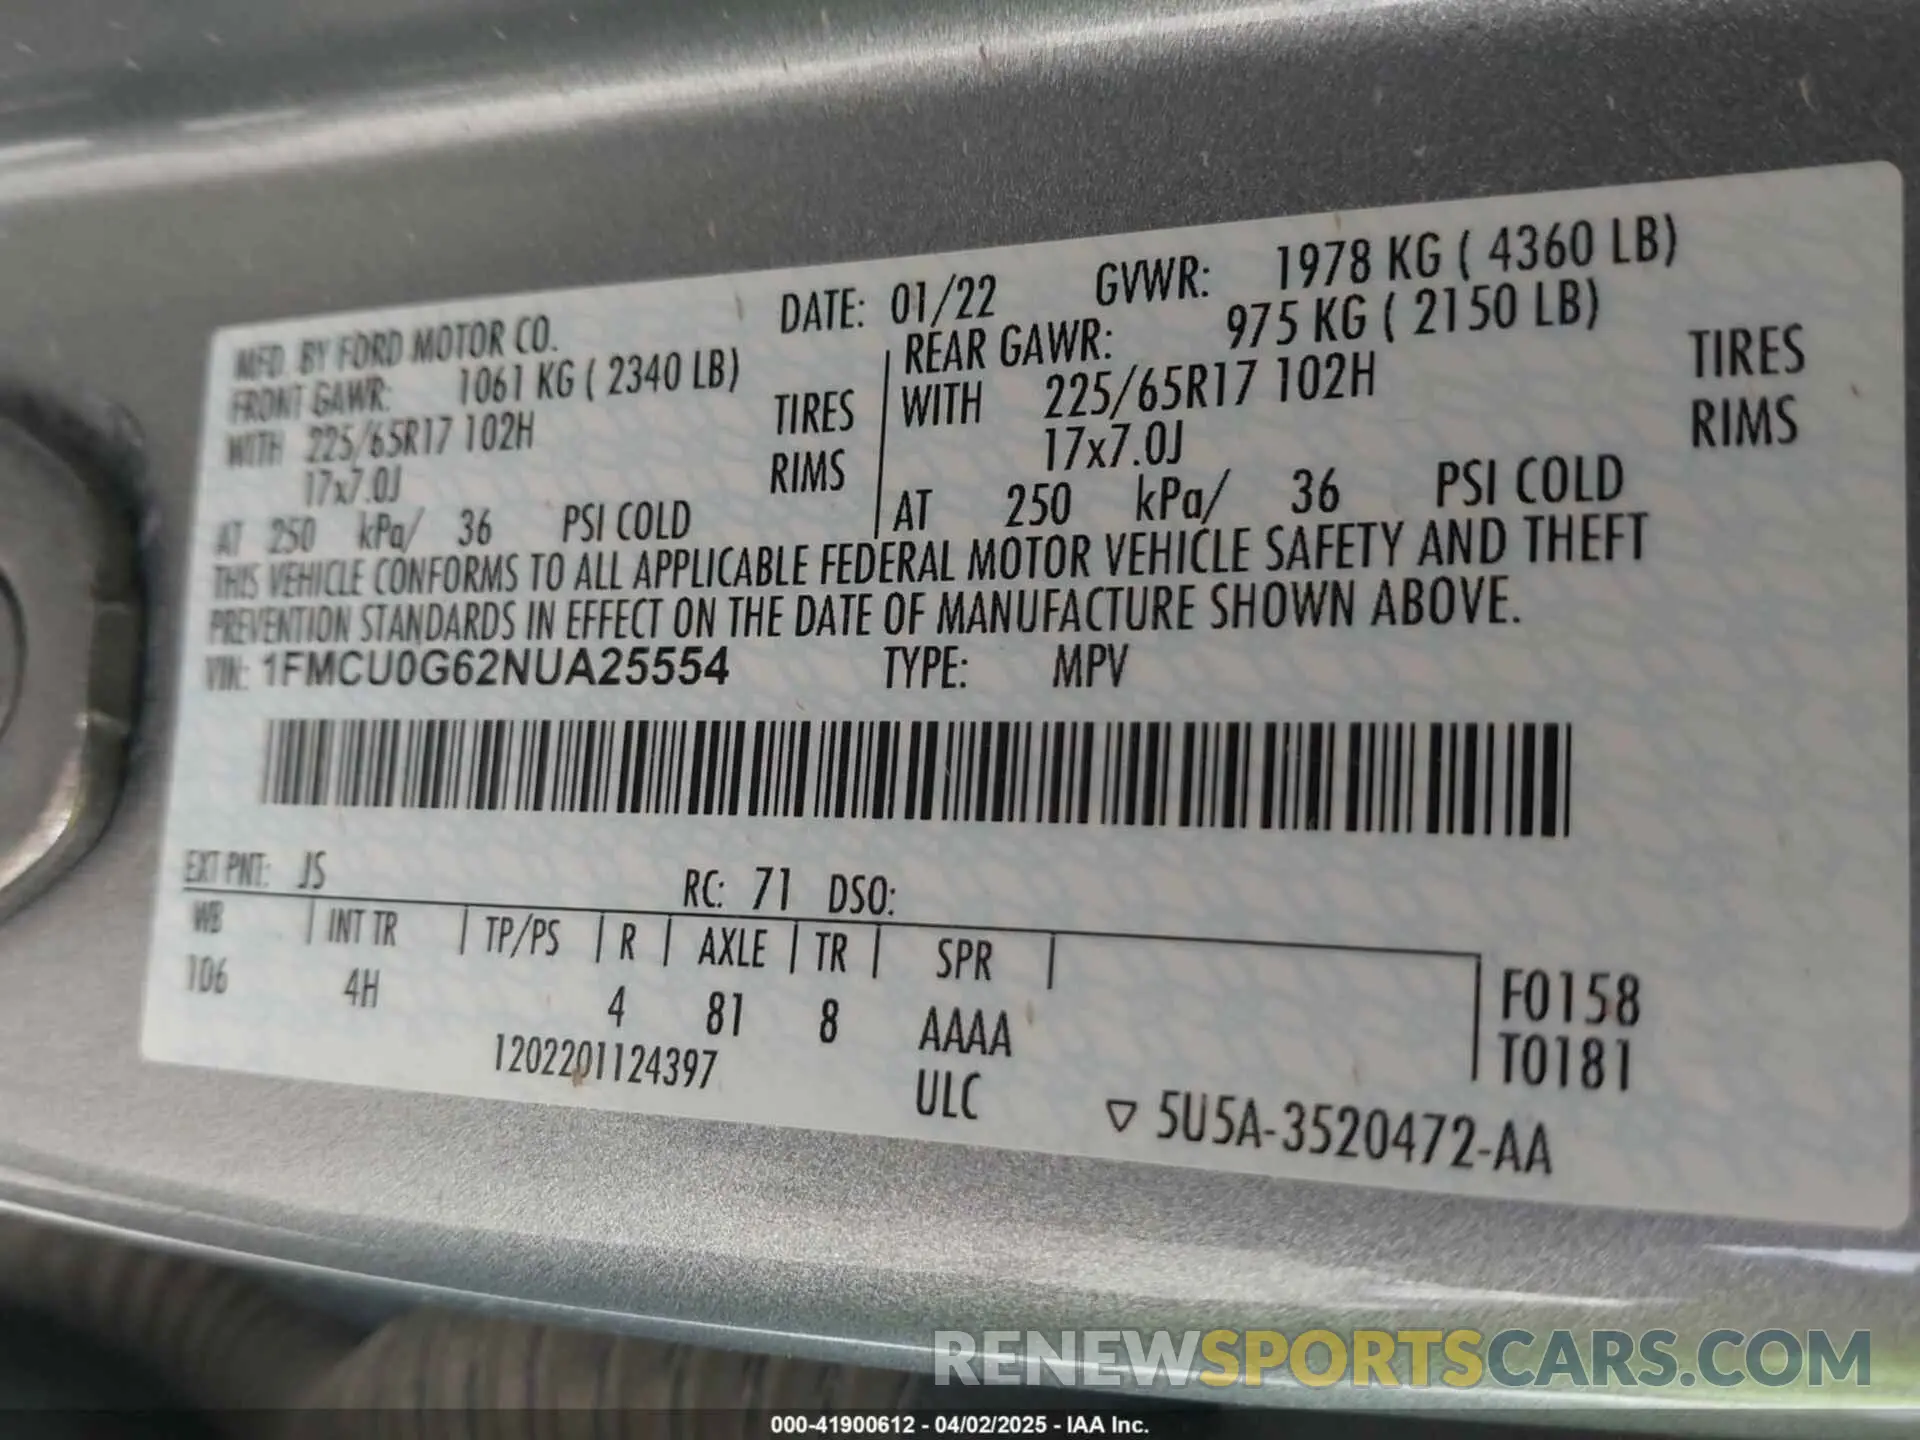 MFD. BY FORD MOTOR CO. DATE: 01/22 GVWR: 1978 KG ( 4360 LB)
FRONT GAWR: 1061 KG ( 2340 LB) REAR GAWR: 975 KG ( 2150 LB)
WITH 225/65R17 102H TIRES WITH 225/65R17 102H TIRES
17x7.0J RIMS 17x7.0J RIMS
AT 250 kPa/ 36 PSI COLD AT 250 kPa/ 36 PSI COLD
THIS VEHICLE CONFORMS TO ALL APPLICABLE FEDERAL MOTOR VEHICLE SAFETY AND THEFT
PREVENTION STANDARDS IN EFFECT ON THE DATE OF MANUFACTURE SHOWN ABOVE.
VIN: 1FMCU0G62NUA25554 TYPE: MPV
EXT PNT: JS RC: 71 DSO:
WB INT TR TP/PS R AXLE TR SPR
106 4H 4 81 8 AAAA F0158
1202201124397 ULC T0181
▽ 5U5A-3520472-AA
RENEWSPORTSCARS.COM
000-41900612 - 04/02/2025 - IAA Inc.